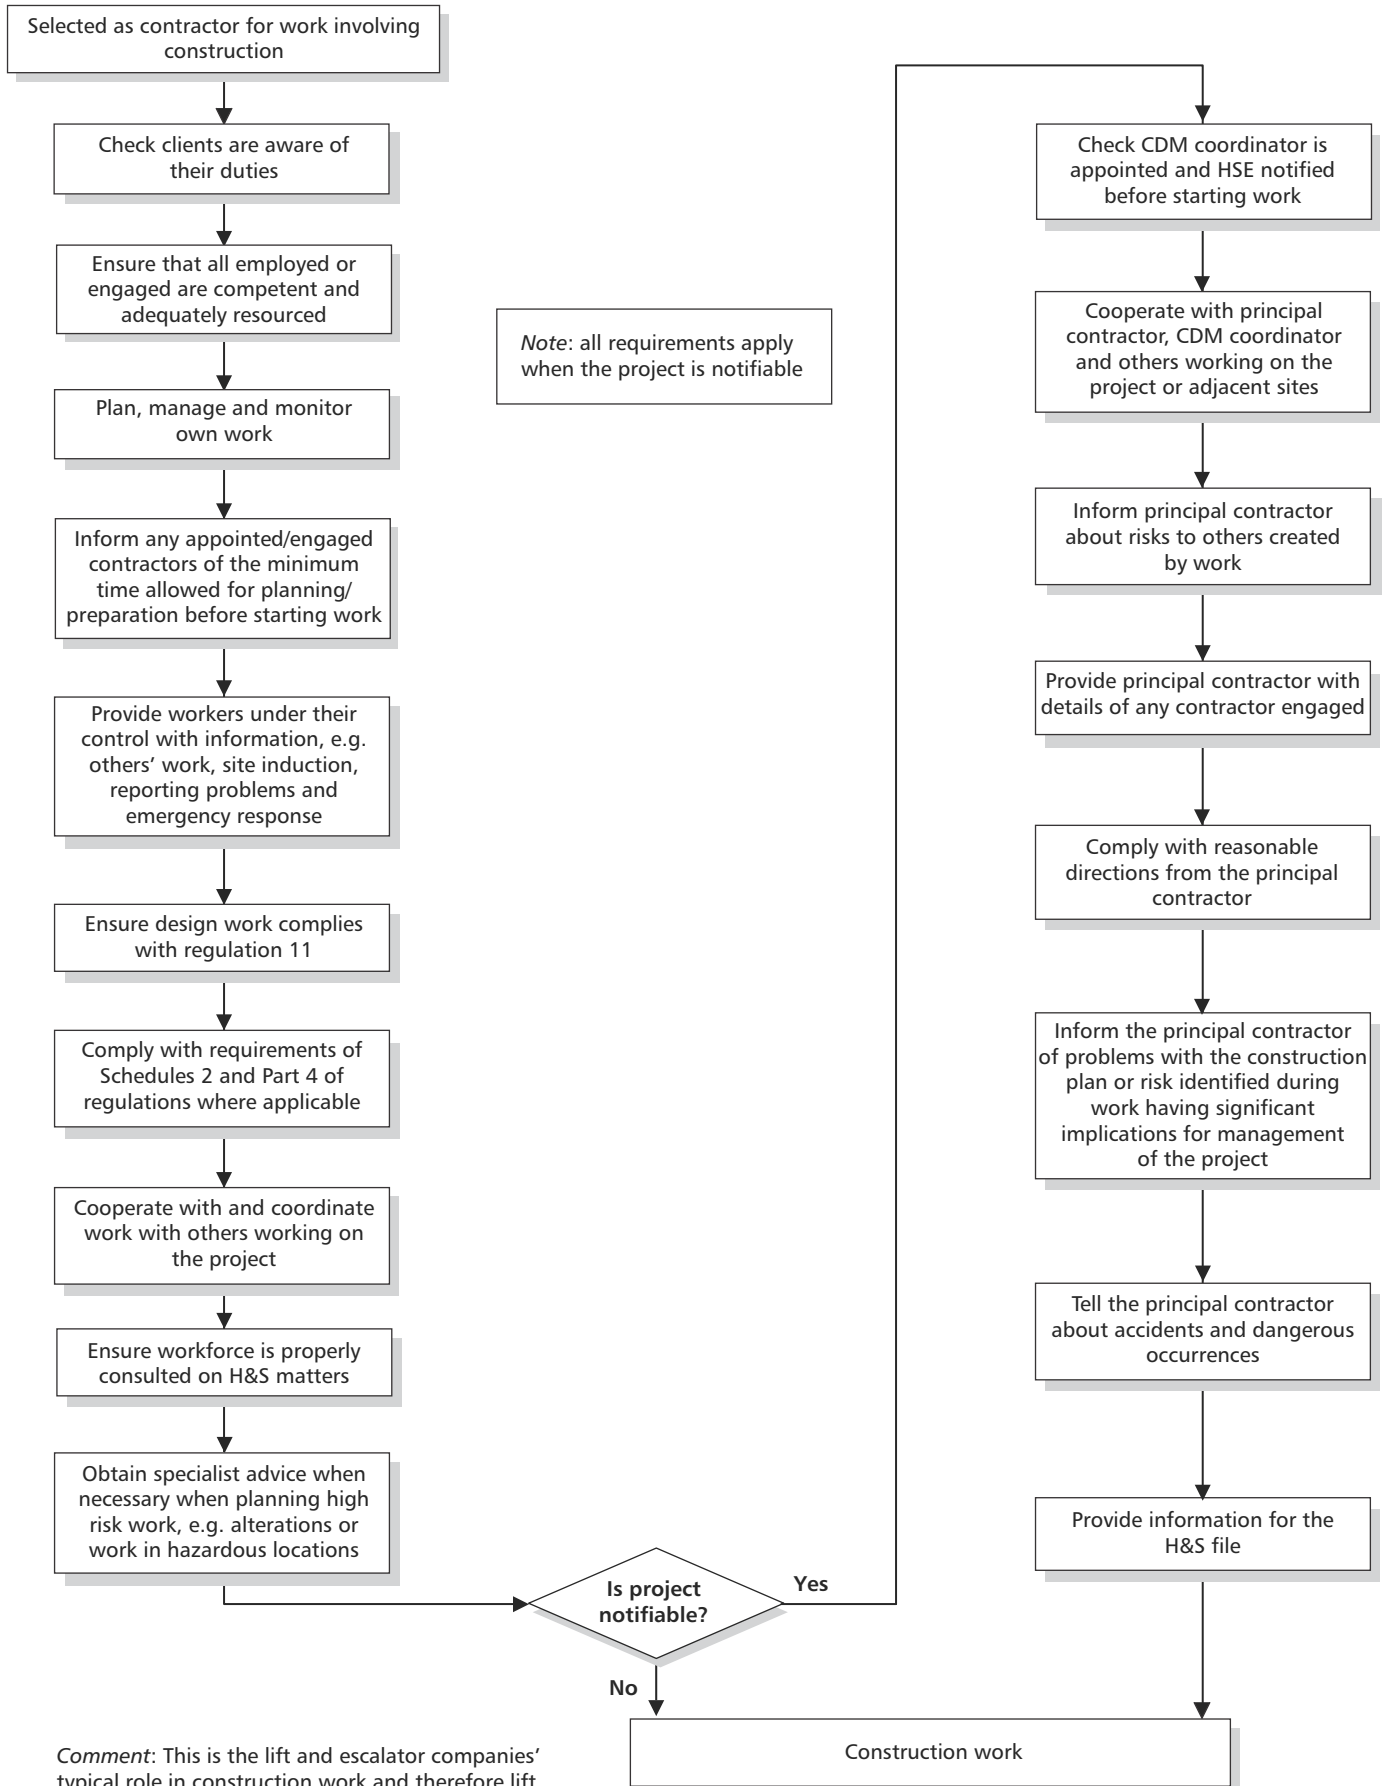 Selected as contractor for work involving
construction
Check clients are aware of
their duties
Ensure that all employed or
engaged are competent and
adequately resourced
Plan, manage and monitor
own work
Inform any appointed/engaged
contractors of the minimum
time allowed for planning/
preparation before starting work
Provide workers under their
control with information, e.g.
others’ work, site induction,
reporting problems and
emergency response
Ensure design work complies
with regulation 11
Comply with requirements of
Schedules 2 and Part 4 of
regulations where applicable
Cooperate with and coordinate
work with others working on
the project
Ensure workforce is properly
consulted on H&S matters
Obtain specialist advice when
necessary when planning high
risk work, e.g. alterations or
work in hazardous locations
Note: all requirements apply
when the project is notifiable
Is project
notifiable?
Yes
No
Check CDM coordinator is
appointed and HSE notified
before starting work
Cooperate with principal
contractor, CDM coordinator
and others working on the
project or adjacent sites
Inform principal contractor
about risks to others created
by work
Provide principal contractor with
details of any contractor engaged
Comply with reasonable
directions from the principal
contractor
Inform the principal contractor
of problems with the construction
plan or risk identified during
work having significant
implications for management
of the project
Tell the principal contractor
about accidents and dangerous
occurrences
Provide information for the
H&S file
Construction work
Comment: This is the lift and escalator companies’
typical role in construction work and therefore lift